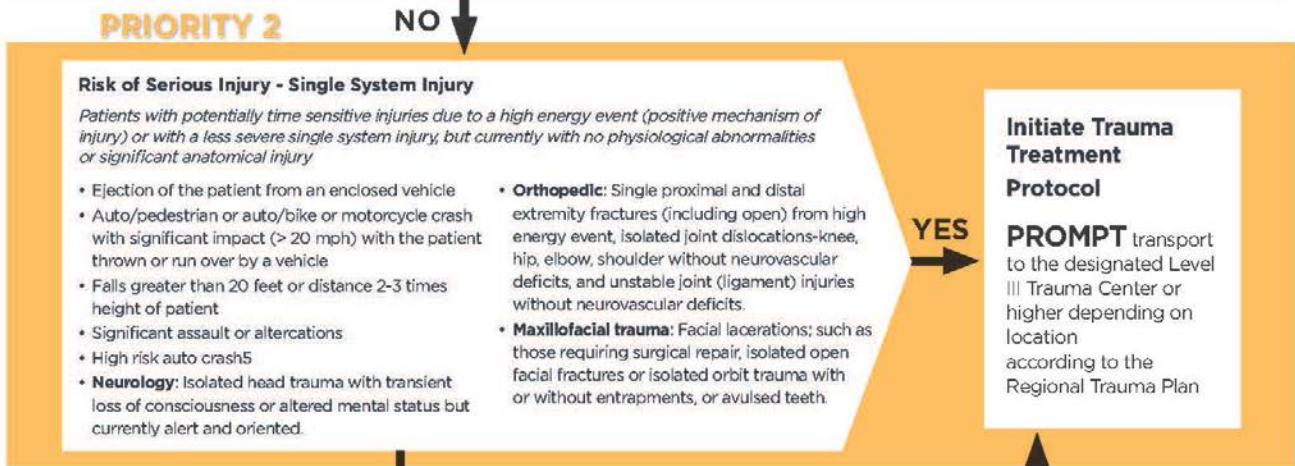 PRIORITY 2
NO
Risk of Serious Injury - Single System Injury
Patients with potentially time sensitive injuries due to a high energy event (positive mechanism of
injury) or with a less severe single system injury, but currently with no physiological abnormalities
or significant anatomical injury
• Ejection of the patient from an enclosed vehicle
• Auto/pedestrian or auto/bike or motorcycle crash
with significant impact (> 20 mph) with the patient
thrown or run over by a vehicle
• Falls greater than 20 feet or distance 2-3 times
height of patient
• Significant assault or altercations
• High risk auto crash5
• Neurology: Isolated head trauma with transient
loss of consciousness or altered mental status but
currently alert and oriented.
• Orthopedic: Single proximal and distal
extremity fractures (including open) from high
energy event, isolated joint dislocations-knee,
hip, elbow, shoulder without neurovascular
deficits, and unstable joint (ligament) injuries
without neurovascular deficits.
• Maxillofacial trauma: Facial lacerations; such as
those requiring surgical repair, isolated open
facial fractures or isolated orbit trauma with
or without entrapments, or avulsed teeth.
YES
Initiate Trauma
Treatment
Protocol
PROMPT transport
to the designated Level
III Trauma Center or
higher depending on
location
according to the
Regional Trauma Plan